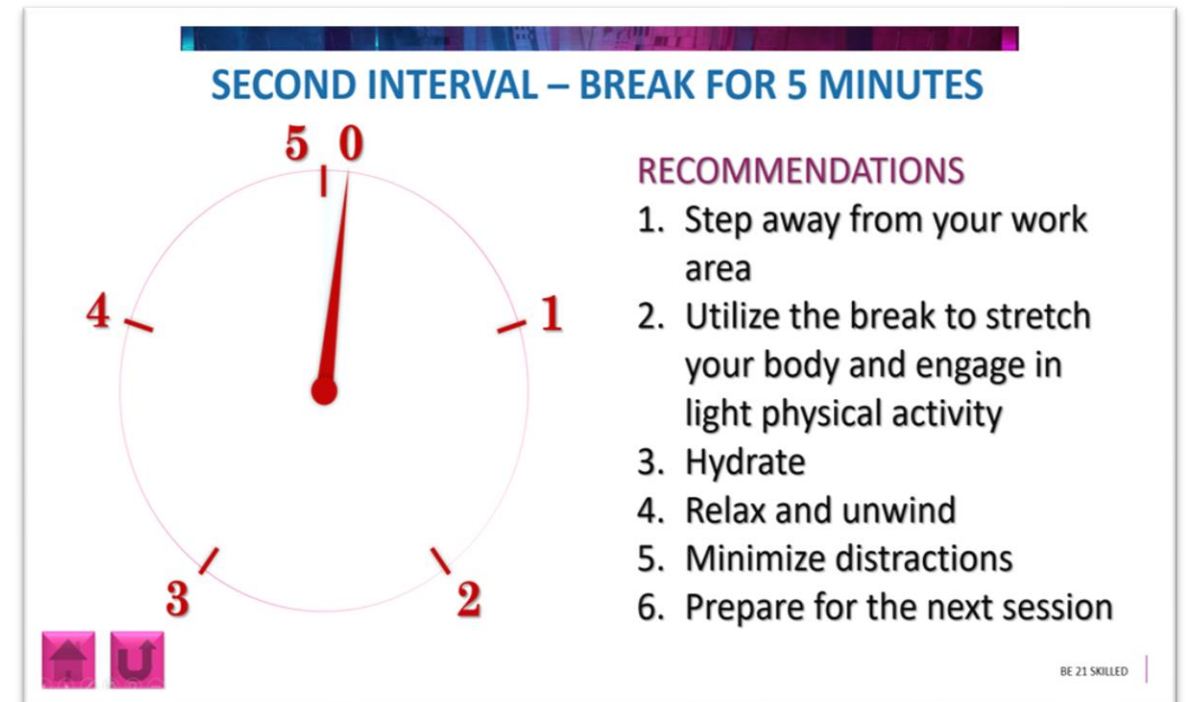 SECOND INTERVAL – BREAK FOR 5 MINUTES
5 0
4
1
3
2
RECOMMENDATIONS
1. Step away from your work
area
2. Utilize the break to stretch
your body and engage in
light physical activity
3. Hydrate
4. Relax and unwind
5. Minimize distractions
6. Prepare for the next session
BE 21 SKILLED